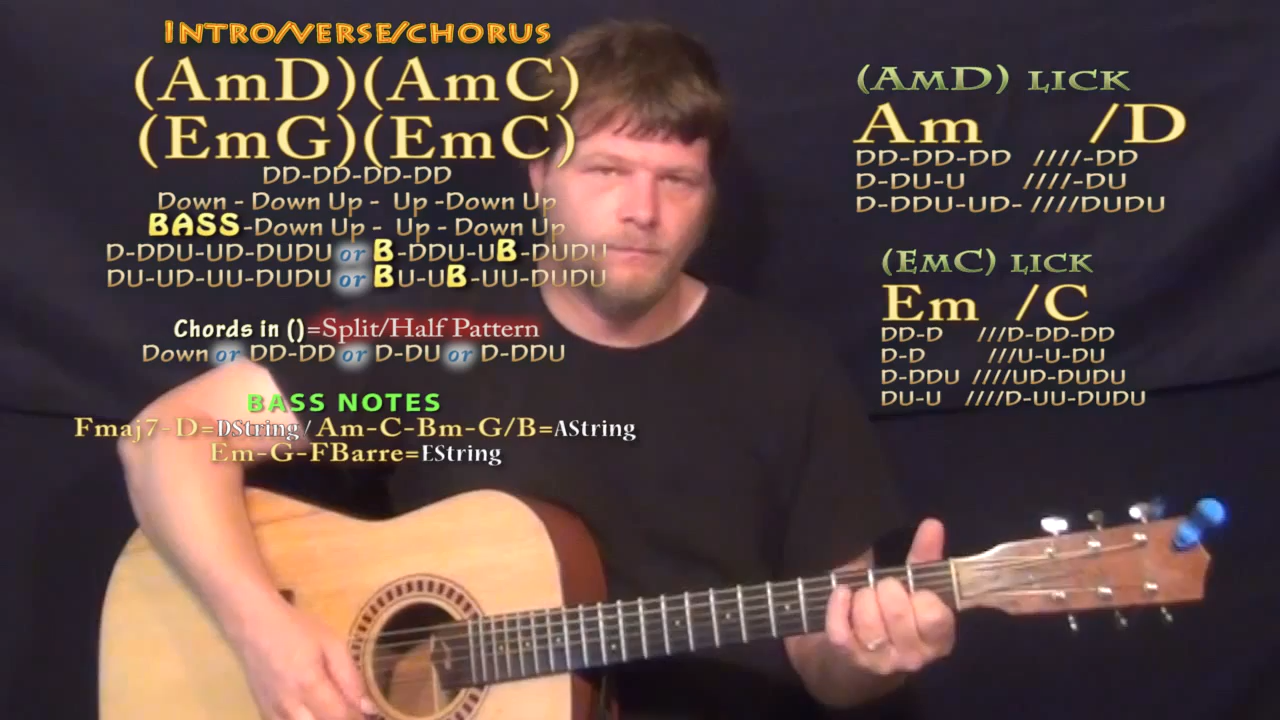 INTRO/VERSE/CHORUS
(AmD)(AmC)
(EmG)(EmC)
DD-DD-DD-DD
Down - Down Up - Up -Down Up
BASS-Down Up - Up - Down Up
D-DDU-UD-DUDU or B-DDU-UB-DUDU
DU-UD-UU-DUDU or BU-UB-UU-DUDU
Chords in ()=Split/Half Pattern
Down or DD-DD or D-DU or D-DDU
BASS NOTES
Fmaj7-D=DString/Am-C-Bm-G/B=AString
Em-G-FBarre=EString
(AmD) LICK
Am /D
DD-DD-DD ////-DD
D-DU-U ////-DU
D-DDU-UD- ////DUDU
(EmC) LICK
Em /C
DD-D ///D-DD-DD
D-D ///U-U-DU
D-DDU ////UD-DUDU
DU-U ////D-UU-DUDU